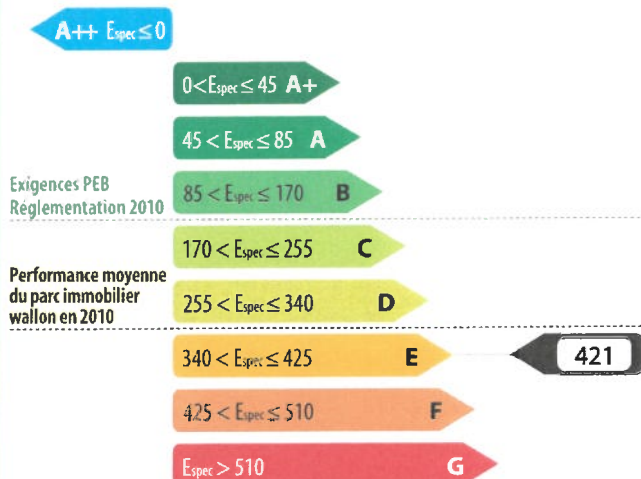 A++ Espec ≤ 0
0 < Espec ≤ 45 A+
45 < Espec ≤ 85 A
Exigences PEB
Réglementation 2010
85 < Espec ≤ 170 B
170 < Espec ≤ 255 C
Performance moyenne
du parc immobilier
wallon en 2010
255 < Espec ≤ 340 D
340 < Espec ≤ 425 E
421
425 < Espec ≤ 510 F
Espec > 510 G